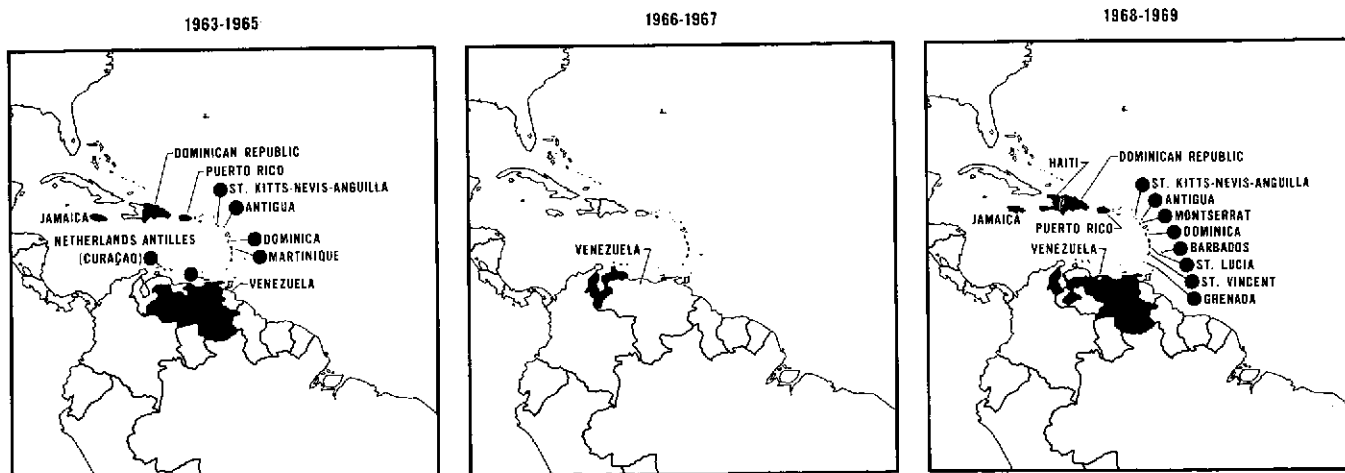 1963-1965
DOMINICAN REPUBLIC
PUERTO RICO
ST. KITTS-NEVIS-ANGUILLA
ANTIGUA
JAMAICA
NETHERLANDS ANTILLES
(CURAÇAO)
DOMINICA
MARTINIQUE
VENEZUELA
1966-1967
VENEZUELA
1968-1969
HAITI
DOMINICAN REPUBLIC
ST. KITTS-NEVIS-ANGUILLA
ANTIGUA
JAMAICA
MONTSERRAT
PUERTO RICO
DOMINICA
VENEZUELA
BARBADOS
ST. LUCIA
ST. VINCENT
GRENADA